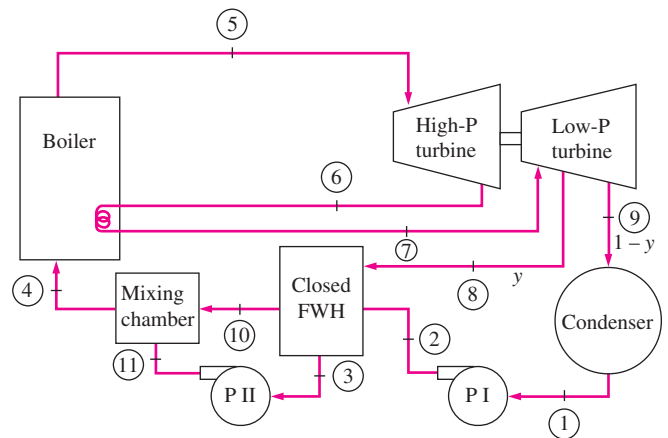 5
High-P
turbine
Low-P
turbine
Boiler
6
7
9
1 – y
8
y
4
Mixing
chamber
Closed
FWH
10
2
Condenser
11
P II
3
P I
1